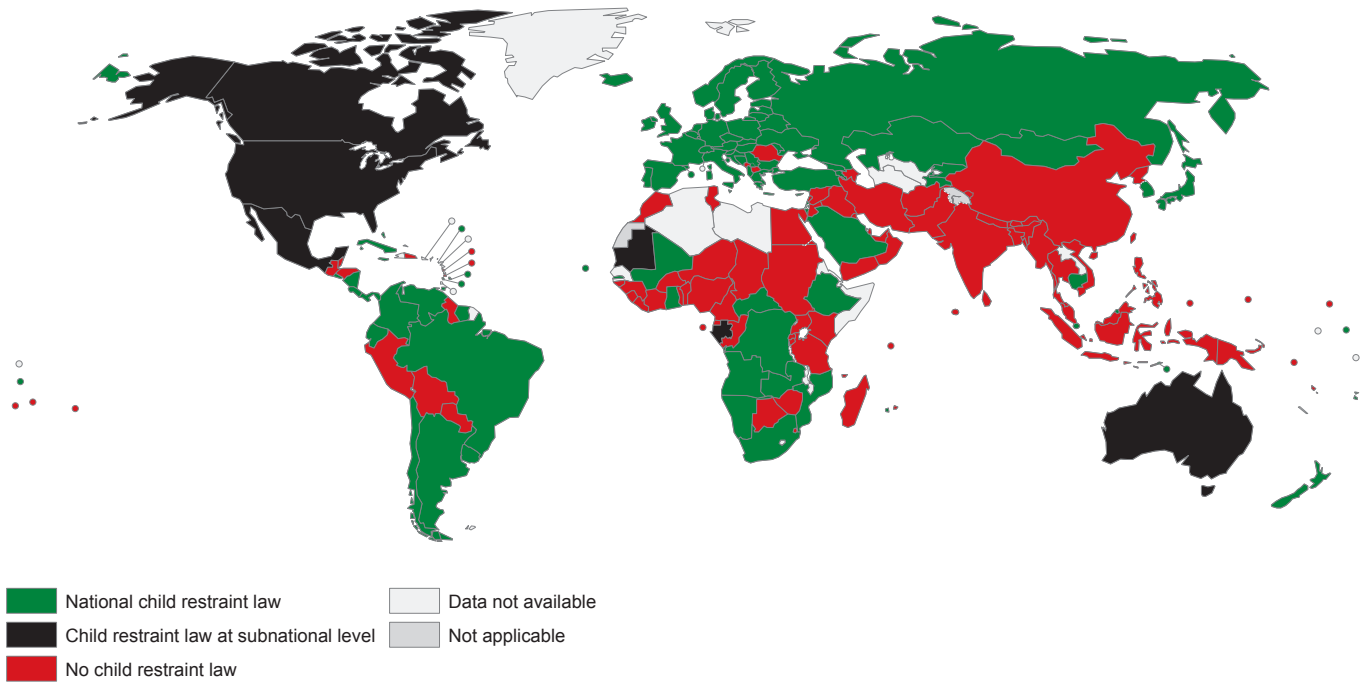 National child restraint law
Child restraint law at subnational level
No child restraint law
Data not available
Not applicable